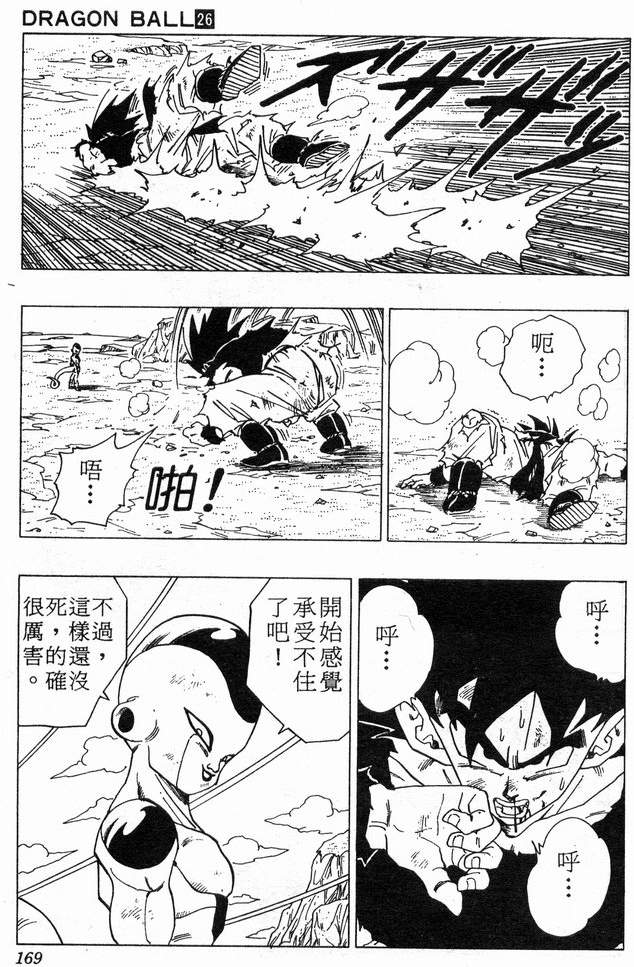 DRAGON BALL 26
ズザザッ
呃…
唔…
啪！
呼…
呼…
呼…
開始感覺
承受不住
了吧！
不過，
這樣還沒
死，的確
很厲害。
169